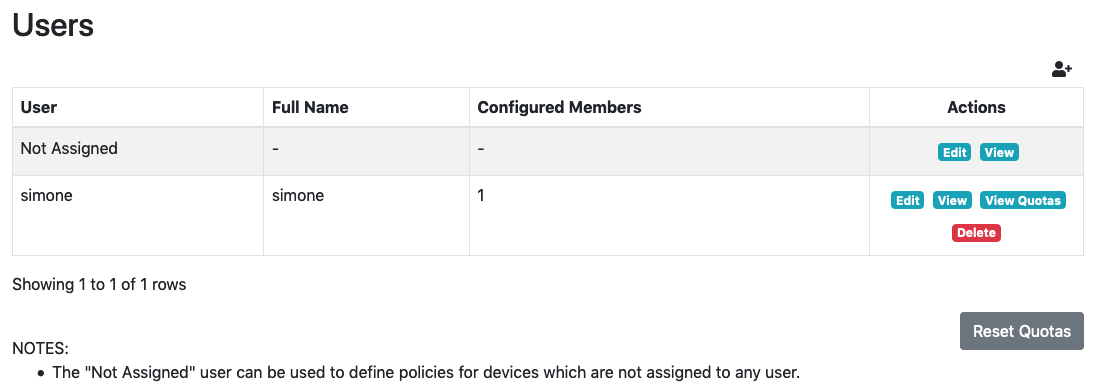 Users
User Full Name Configured Members Actions
Not Assigned - - Edit View
simone simone 1 Edit View View Quotas
Delete
Showing 1 to 1 of 1 rows
Reset Quotas
NOTES:
• The "Not Assigned" user can be used to define policies for devices which are not assigned to any user.